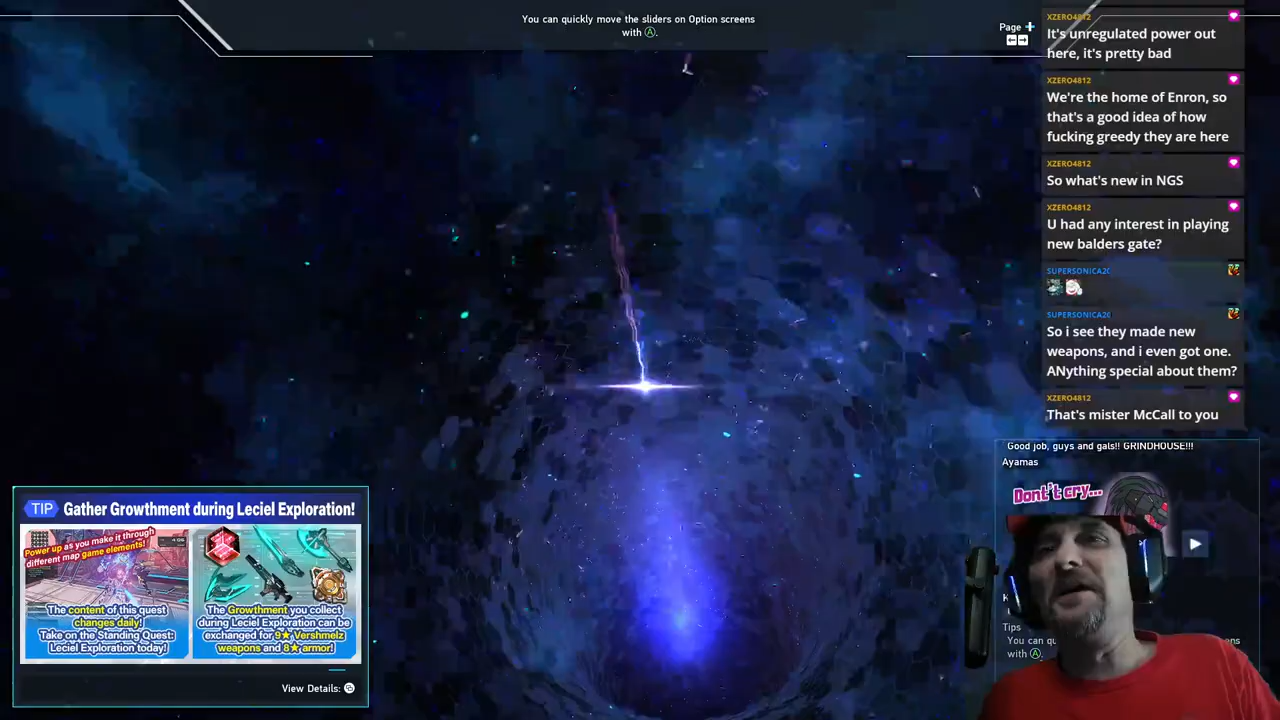 You can quickly move the sliders on Option screens
with Ⓐ.
Page
XZERO4812
It's unregulated power out
here, it's pretty bad
XZERO4812
We're the home of Enron, so
that's a good idea of how
fucking greedy they are here
XZERO4812
So what's new in NGS
XZERO4812
U had any interest in playing
new balders gate?
SUPERSONICA20
SUPERSONICA20
So i see they made new
weapons, and i even got one.
ANything special about them?
XZERO4812
That's mister McCall to you
Good job, guys and gals!! GRINDHOUSE!!!
Ayamas
Don't cry...
Tips
You can qu
ens
with Ⓐ.
TIP Gather Growthment during Leciel Exploration!
Power up as you make it through
different map game elements!
The content of this quest
changes daily!
Take on the Standing Quest:
Leciel Exploration today!
The Growthment you collect
during Leciel Exploration can be
exchanged for 9★ Vershmelz
weapons and 8★ armor!
View Details: